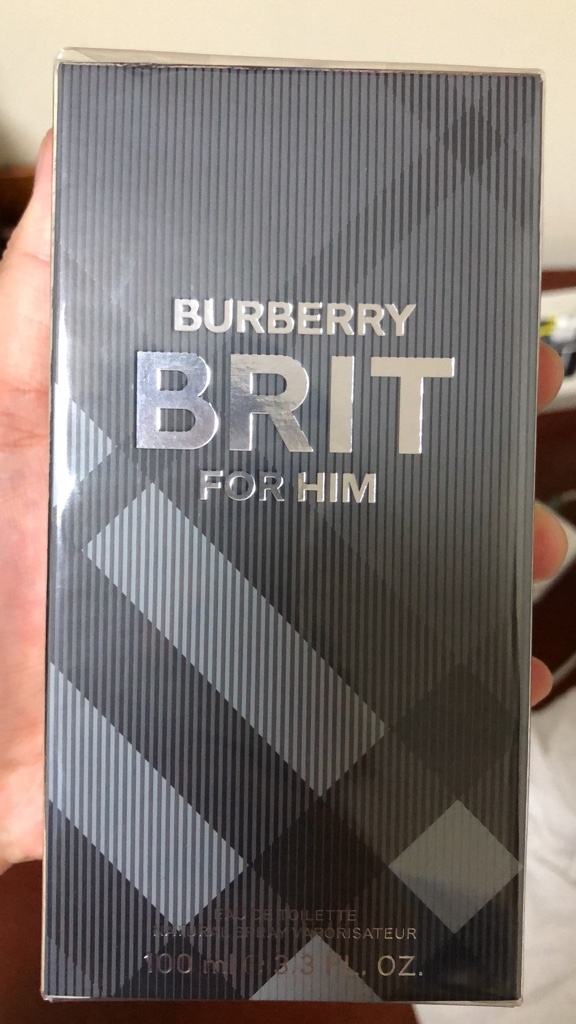 BURBERRY
BRIT
FOR HIM
EAU DE TOILETTE
NATURAL SPRAY VAPORISATEUR
100 ml ℮ 3.3 FL. OZ.